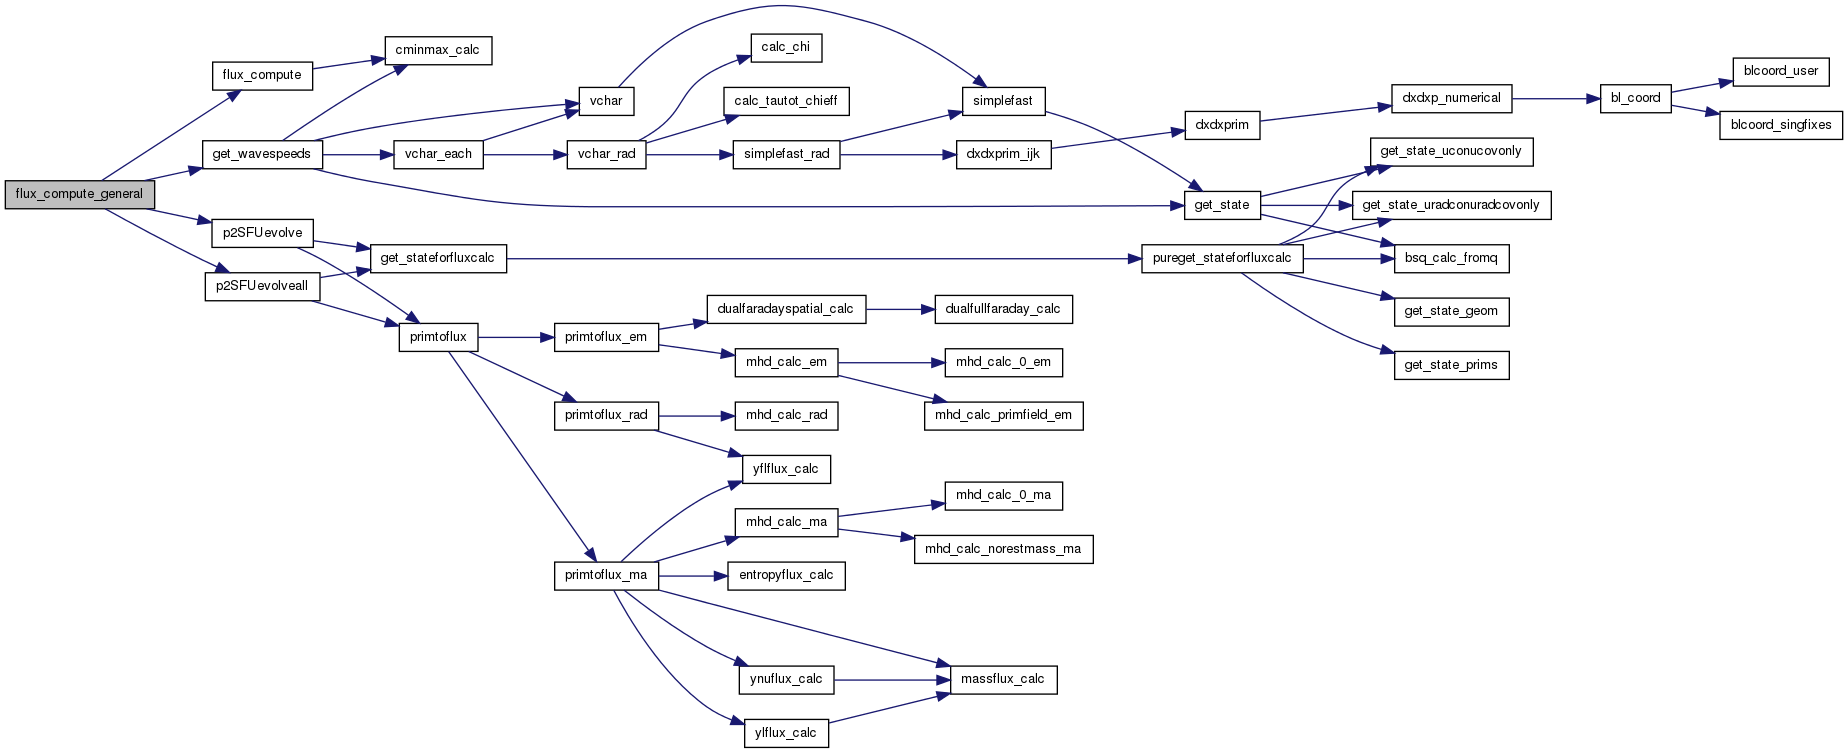 flux_compute_general
flux_compute
get_wavespeeds
p2SFUevolve
p2SFUevolveall
cminmax_calc
vchar_each
get_stateforfluxcalc
primtoflux
vchar
vchar_rad
primtoflux_em
primtoflux_rad
primtoflux_ma
calc_chi
calc_tautot_chieff
simplefast_rad
dualfaradayspatial_calc
mhd_calc_em
mhd_calc_rad
yflflux_calc
mhd_calc_ma
entropyflux_calc
ynuflux_calc
ylflux_calc
simplefast
dxdxprim_ijk
dualfullfaraday_calc
mhd_calc_0_em
mhd_calc_primfield_em
mhd_calc_0_ma
mhd_calc_norestmass_ma
massflux_calc
dxdxprim
get_state
pureget_stateforfluxcalc
dxdxp_numerical
get_state_uconucovonly
get_state_uradconuradcovonly
bsq_calc_fromq
get_state_geom
get_state_prims
bl_coord
blcoord_user
blcoord_singfixes